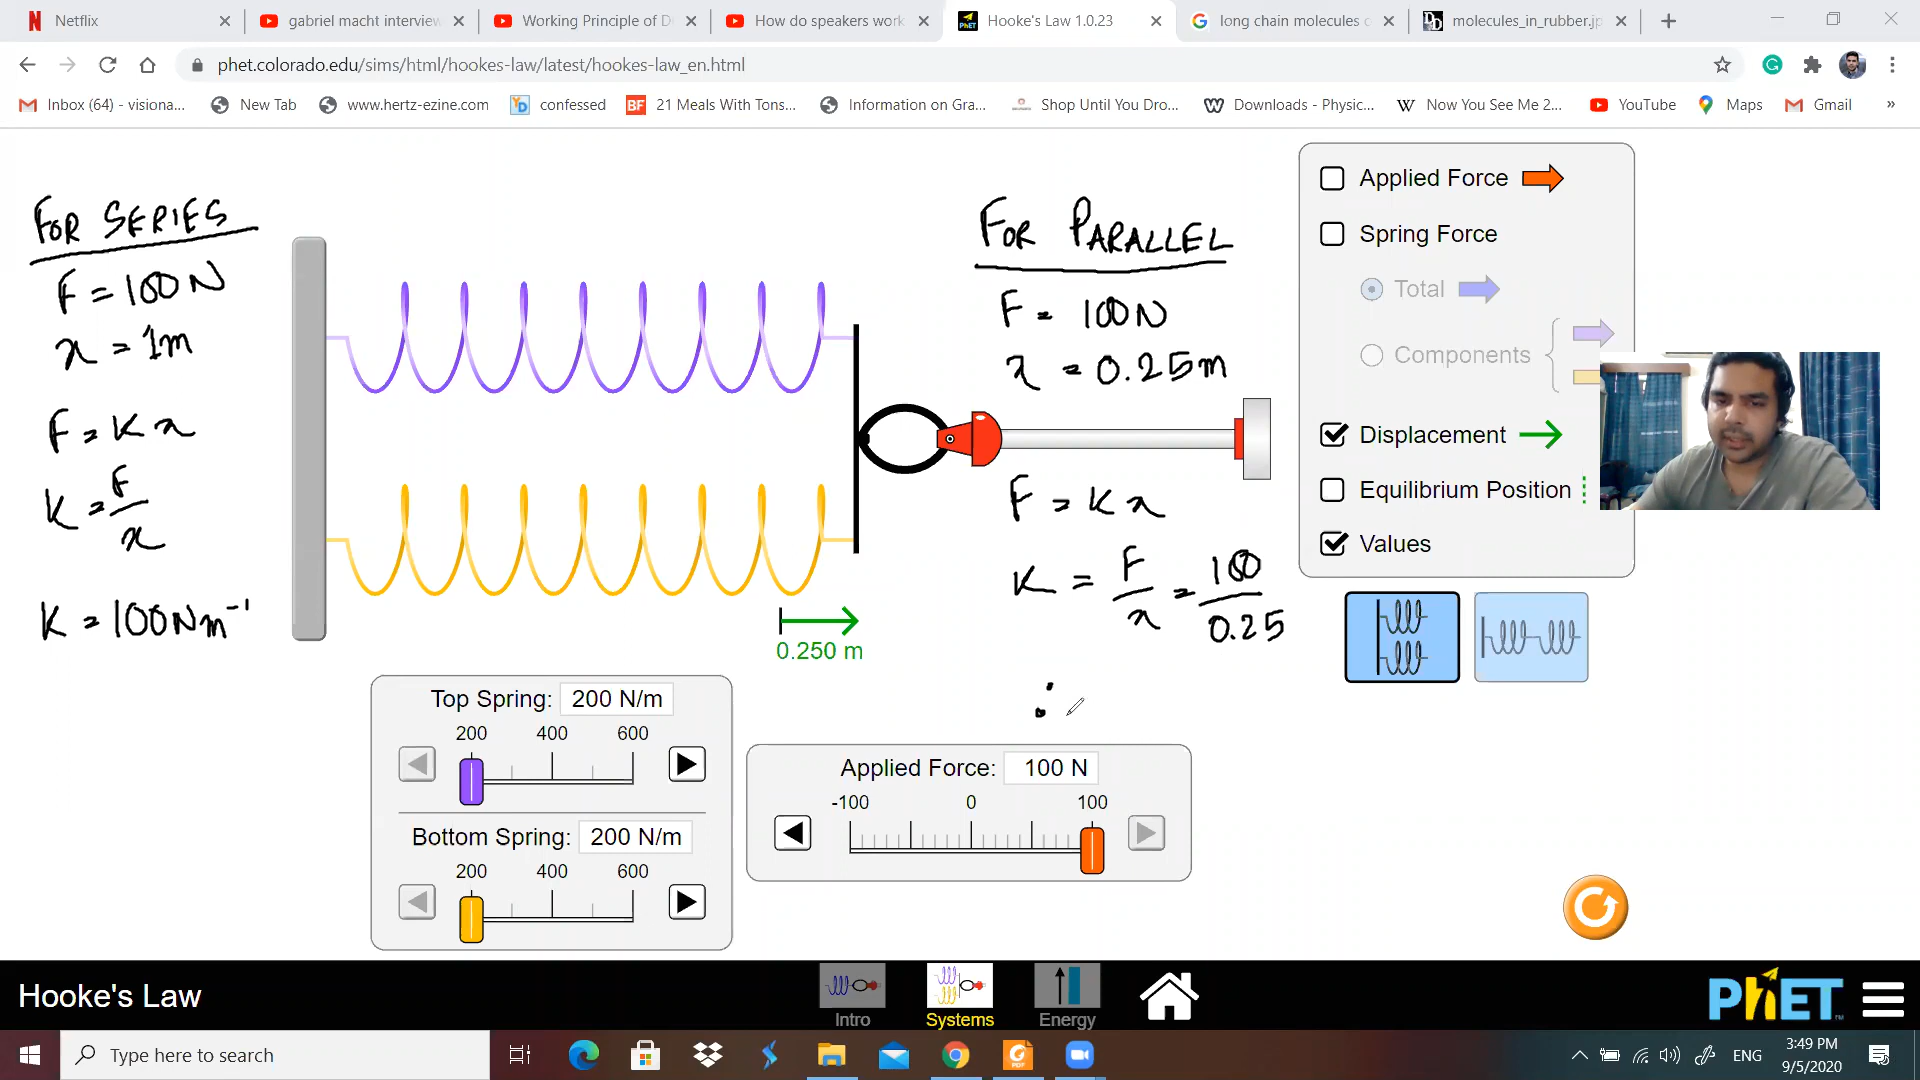 Netflix
gabriel macht interview
Working Principle of D
How do speakers work
Hooke's Law 1.0.23
long chain molecules
molecules_in_rubber.jp
phet.colorado.edu/sims/html/hookes-law/latest/hookes-law_en.html
Inbox (64) - visiona...
New Tab
www.hertz-ezine.com
confessed
21 Meals With Tons...
Information on Gra...
Shop Until You Dro...
Downloads - Physic...
Now You See Me 2...
YouTube
Maps
Gmail
»
FOR SERIES
F = 100 N
x = 1m
F = K x
K = F/x
K = 100Nm⁻¹
0.250 m
FOR PARALLEL
F = 100N
x = 0.25m
F = K x
K = F/x = 100/0.25
Applied Force
Spring Force
Total
Components
Displacement
Equilibrium Position
Values
Top Spring: 200 N/m
200 400 600
Bottom Spring: 200 N/m
200 400 600
Applied Force: 100 N
-100 0 100
Hooke's Law
Intro
Systems
Energy
PhET
Type here to search
PDF
ENG
3:49 PM
9/5/2020